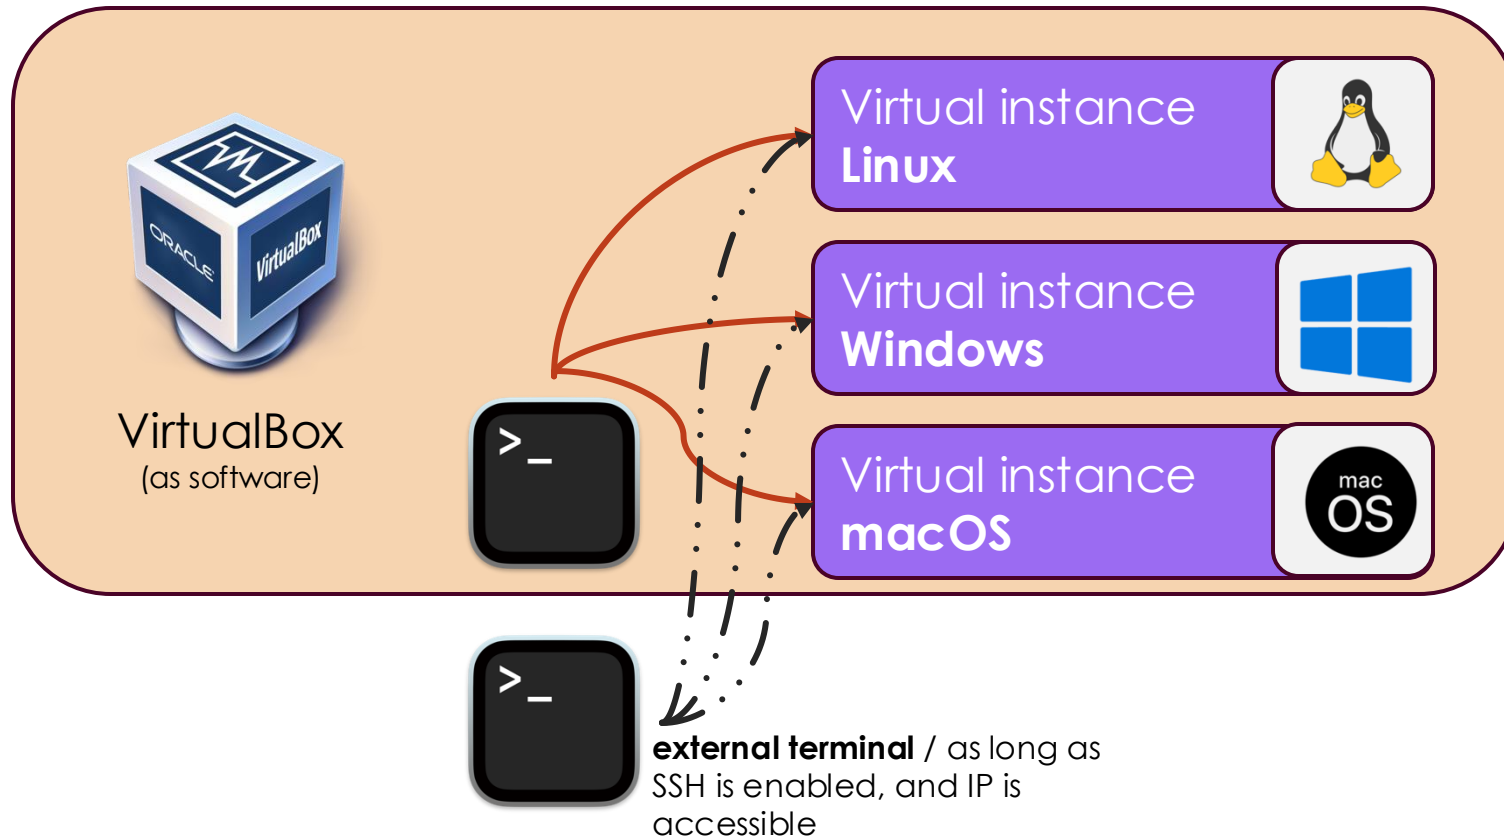 ORACLE
VirtualBox
VirtualBox
(as software)
>_
Virtual instance
Linux
Virtual instance
Windows
Virtual instance
macOS
mac
OS
>_
external terminal / as long as
SSH is enabled, and IP is
accessible